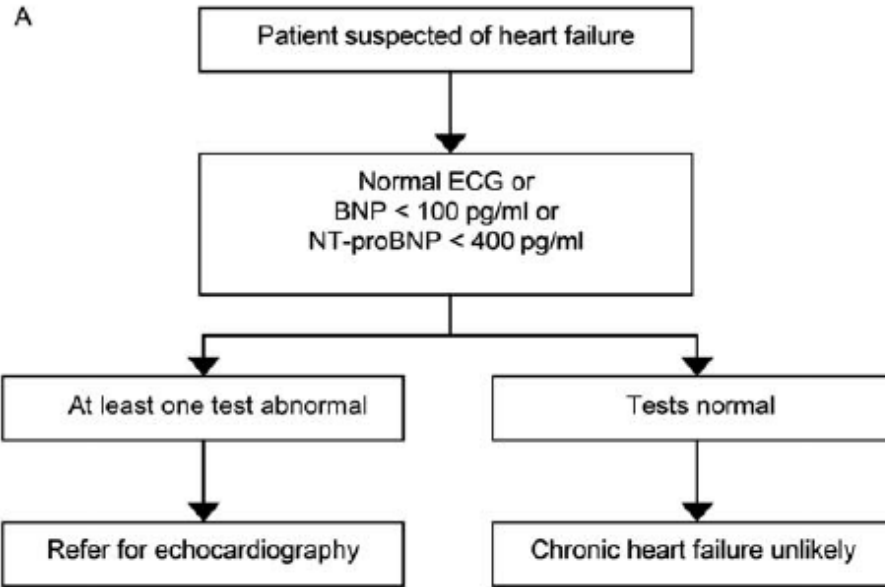 A
Patient suspected of heart failure
Normal ECG or
BNP < 100 pg/ml or
NT-proBNP < 400 pg/ml
At least one test abnormal
Tests normal
Refer for echocardiography
Chronic heart failure unlikely